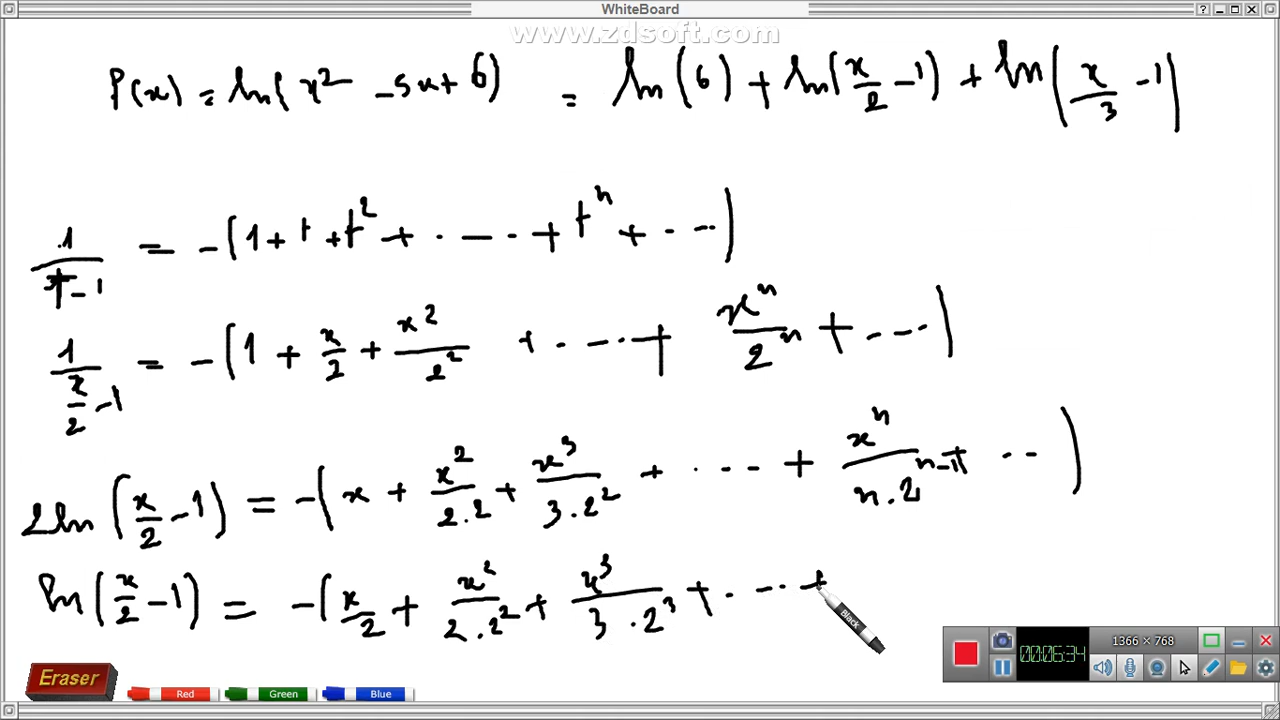 WhiteBoard
www.zdsoft.com
P(x) = ln(x² - 5x + 6) = ln(6) + ln(x/2 - 1) + ln(x/3 - 1)
1/(t - 1) = -(1 + t + t² + ..... + tⁿ + ...)
1/(x/2 - 1) = -(1 + x/2 + x²/2² + ..... + xⁿ/2ⁿ + ...)
2 ln(x/2 - 1) = -(x + x²/(2.2) + x³/(3.2²) + ..... + xⁿ/(n.2ⁿ⁻¹) + ...)
ln(x/2 - 1) = -(x/2 + x²/(2.2²) + x³/(3.2³) + ..... +
Black
1366 × 768
00:06:34
Eraser
Red Green Blue